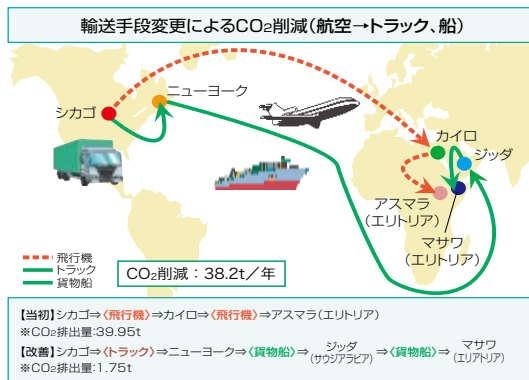 輸送手段変更によるCO2削減（航空→トラック、船）
ニューヨーク
シカゴ
カイロ
ジッダ
アスマラ
（エリトリア）
マサワ
（エリトリア）
飛行機
トラック
貨物船
CO2削減：38.2t／年
【当初】シカゴ⇒〈飛行機〉⇒カイロ⇒〈飛行機〉⇒アスマラ（エリトリア）
※CO2排出量:39.95t
【改善】シカゴ⇒〈トラック〉⇒ニューヨーク⇒〈貨物船〉⇒ジッダ（サウジアラビア）⇒〈貨物船〉⇒マサワ（エリアトリア）
※CO2排出量:1.75t